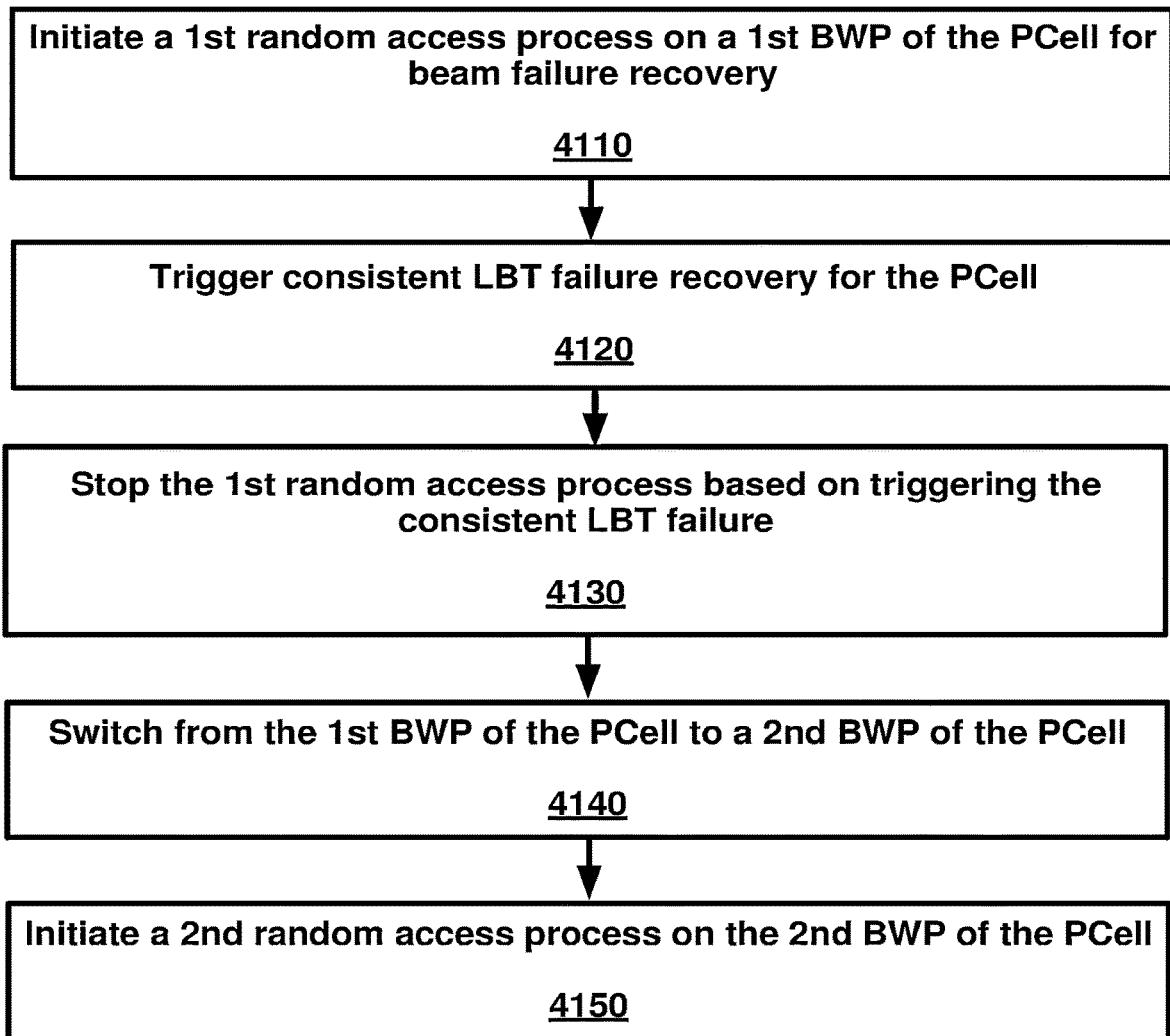 Initiate a 1st random access process on a 1st BWP of the PCell for
beam failure recovery
4110
Trigger consistent LBT failure recovery for the PCell
4120
Stop the 1st random access process based on triggering the
consistent LBT failure
4130
Switch from the 1st BWP of the PCell to a 2nd BWP of the PCell
4140
Initiate a 2nd random access process on the 2nd BWP of the PCell
4150